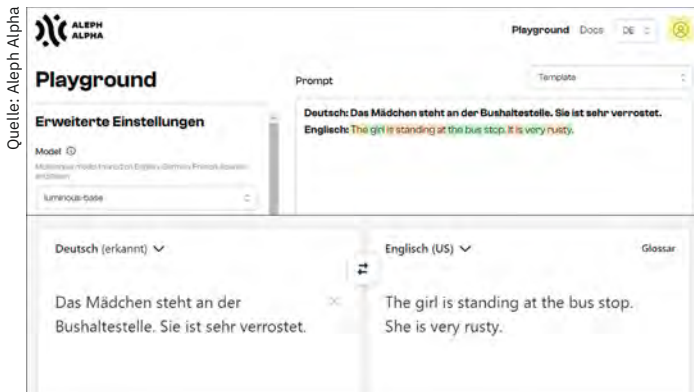 Quelle: Aleph Alpha
ALEPH
ALPHA
Playground Docs DE
Playground
Prompt
Template
Erweiterte Einstellungen
Deutsch: Das Mädchen steht an der Bushaltestelle. Sie ist sehr verrostet.
Englisch: The girl is standing at the bus stop. It is very rusty.
Model
luminous-base
Deutsch (erkannt)
Englisch (US)
Glossar
Das Mädchen steht an der
Bushaltestelle. Sie ist sehr verrostet.
The girl is standing at the bus stop.
She is very rusty.